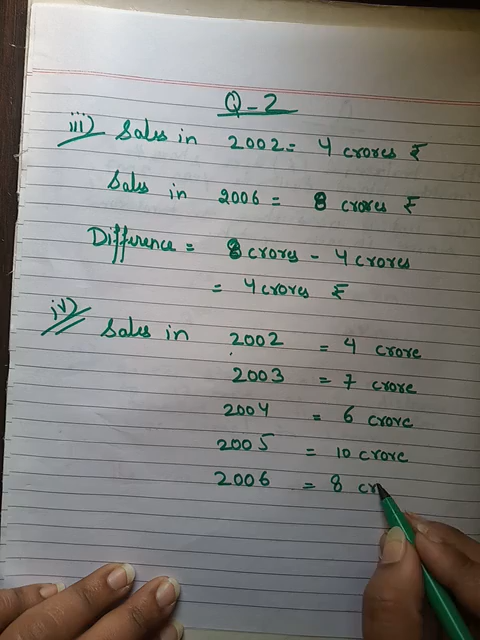 Q-2
iii) Sales in 2002 = 4 crores ₹
Sales in 2006 = 8 crores ₹
Difference = 8 crores - 4 crores
= 4 crores ₹
iv) Sales in 2002 = 4 crore
2003 = 7 crore
2004 = 6 crore
2005 = 10 crore
2006 = 8 cr